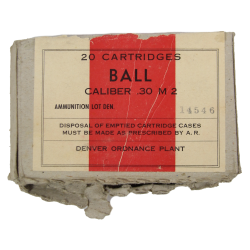 20 CARTRIDGES
BALL
CALIBER .30 M 2
AMMUNITION LOT DEN. 14546
DISPOSAL OF EMPTIED CARTRIDGE CASES
MUST BE MADE AS PRESCRIBED BY A.R.
DENVER ORDNANCE PLANT